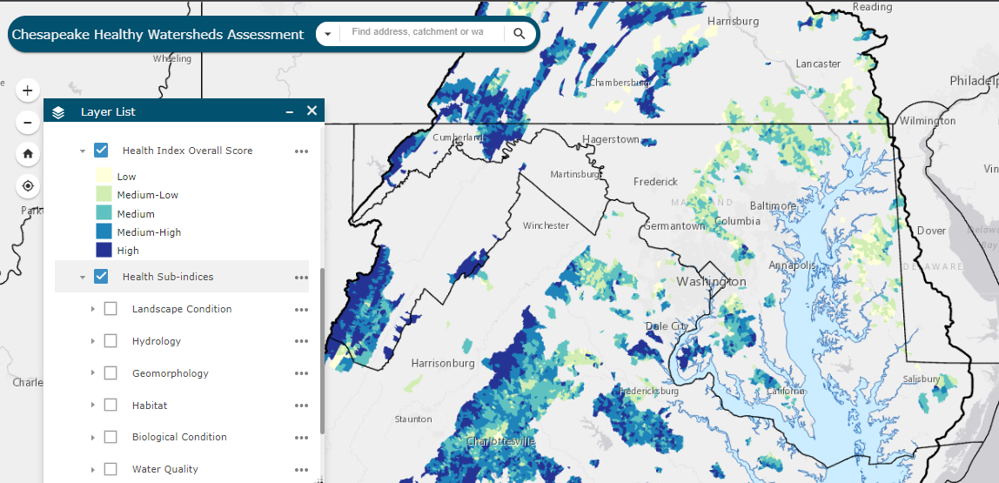 Reading
Harrisburg
Chesapeake Healthy Watersheds Assessment
Find address, catchment or wa
Wheeling
Lancaster
Chambersburg
Philadelp
Layer List
Wilmington
Cumberland
Hagerstown
Health Index Overall Score
Low
Medium-Low
Medium
Medium-High
High
Martinsburg
Frederick
MARYLAND
Baltimore
Columbia
Germantown
Winchester
Dover
Delaware
Bay
DELAWARE
Park
Vin
Annapolis
Washington
Health Sub-indices
Landscape Condition
Hydrology
Geomorphology
Habitat
Biological Condition
Water Quality
Dale City
Harrisonburg
Charle
Fredericksburg
California
Salisbury
Staunton
Charlottesville